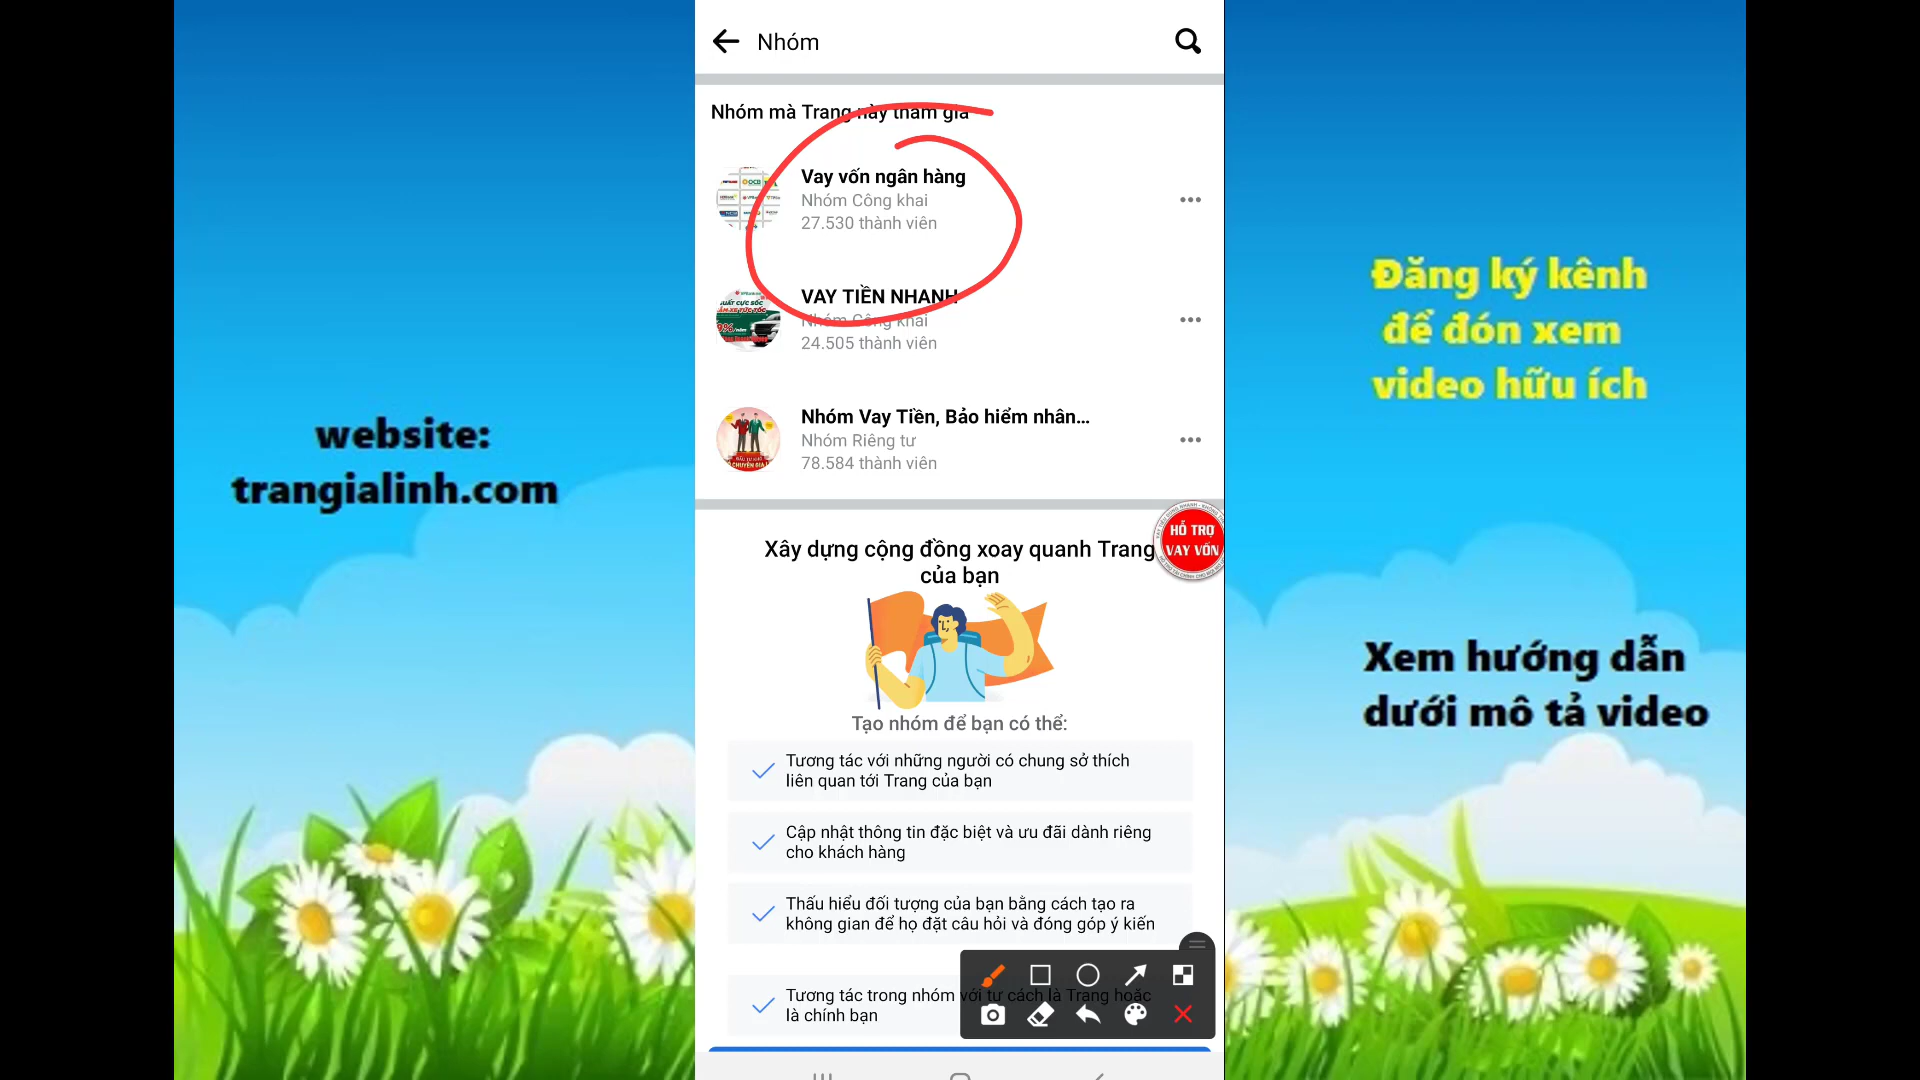 Nhóm
Nhóm mà Trang này tham gia
Vay vốn ngân hàng
Nhóm Công khai
27.530 thành viên
VAY TIỀN NHANH
Nhóm Công khai
24.505 thành viên
Nhóm Vay Tiền, Bảo hiểm nhân...
Nhóm Riêng tư
78.584 thành viên
HỖ TRỢ
VAY VỐN
Xây dựng cộng đồng xoay quanh Trang
của bạn
Tạo nhóm để bạn có thể:
Tương tác với những người có chung sở thích
liên quan tới Trang của bạn
Cập nhật thông tin đặc biệt và ưu đãi dành riêng
cho khách hàng
Thấu hiểu đối tượng của bạn bằng cách tạo ra
không gian để họ đặt câu hỏi và đóng góp ý kiến
Tương tác trong nhóm với tư cách là Trang hoặc
là chính bạn
website:
trangialinh.com
Đăng ký kênh
để đón xem
video hữu ích
Xem hướng dẫn
dưới mô tả video